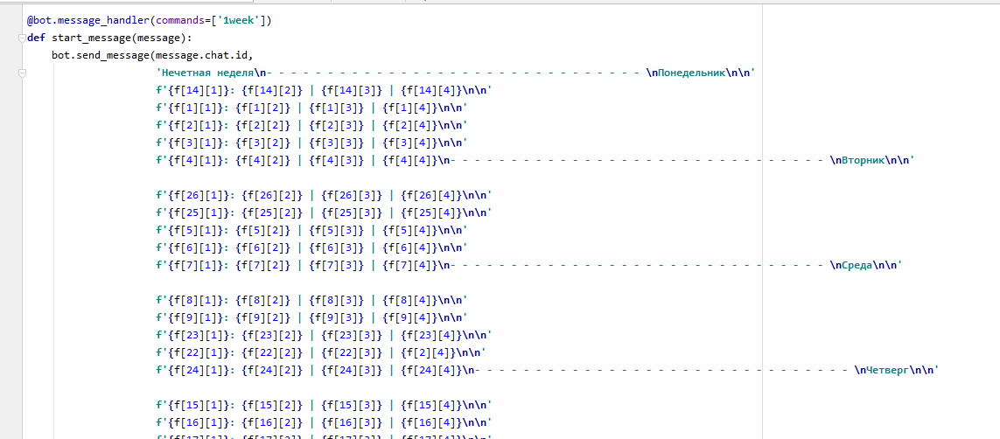 @bot.message_handler(commands=['1week'])
def start_message(message):
bot.send_message(message.chat.id,
'Нечетная неделя\n- - - - - - - - - - - - - - - - - - - - - - - - - - - - - - - \nПонедельник\n\n'
f'{f[14][1]}: {f[14][2]} | {f[14][3]} | {f[14][4]}\n\n'
f'{f[1][1]}: {f[1][2]} | {f[1][3]} | {f[1][4]}\n\n'
f'{f[2][1]}: {f[2][2]} | {f[2][3]} | {f[2][4]}\n\n'
f'{f[3][1]}: {f[3][2]} | {f[3][3]} | {f[3][4]}\n\n'
f'{f[4][1]}: {f[4][2]} | {f[4][3]} | {f[4][4]}\n- - - - - - - - - - - - - - - - - - - - - - - - - - - - - - - \nВторник\n\n'
f'{f[26][1]}: {f[26][2]} | {f[26][3]} | {f[26][4]}\n\n'
f'{f[25][1]}: {f[25][2]} | {f[25][3]} | {f[25][4]}\n\n'
f'{f[5][1]}: {f[5][2]} | {f[5][3]} | {f[5][4]}\n\n'
f'{f[6][1]}: {f[6][2]} | {f[6][3]} | {f[6][4]}\n\n'
f'{f[7][1]}: {f[7][2]} | {f[7][3]} | {f[7][4]}\n- - - - - - - - - - - - - - - - - - - - - - - - - - - - - - - \nСреда\n\n'
f'{f[8][1]}: {f[8][2]} | {f[8][3]} | {f[8][4]}\n\n'
f'{f[9][1]}: {f[9][2]} | {f[9][3]} | {f[9][4]}\n\n'
f'{f[23][1]}: {f[23][2]} | {f[23][3]} | {f[23][4]}\n\n'
f'{f[22][1]}: {f[22][2]} | {f[22][3]} | {f[2][4]}\n\n'
f'{f[24][1]}: {f[24][2]} | {f[24][3]} | {f[24][4]}\n- - - - - - - - - - - - - - - - - - - - - - - - - - - - - - - \nЧетверг\n\n'
f'{f[15][1]}: {f[15][2]} | {f[15][3]} | {f[15][4]}\n\n'
f'{f[16][1]}: {f[16][2]} | {f[16][3]} | {f[16][4]}\n\n'
f'{f[17][1]}: {f[17][2]} | {f[17][3]} | {f[17][4]}\n\n'